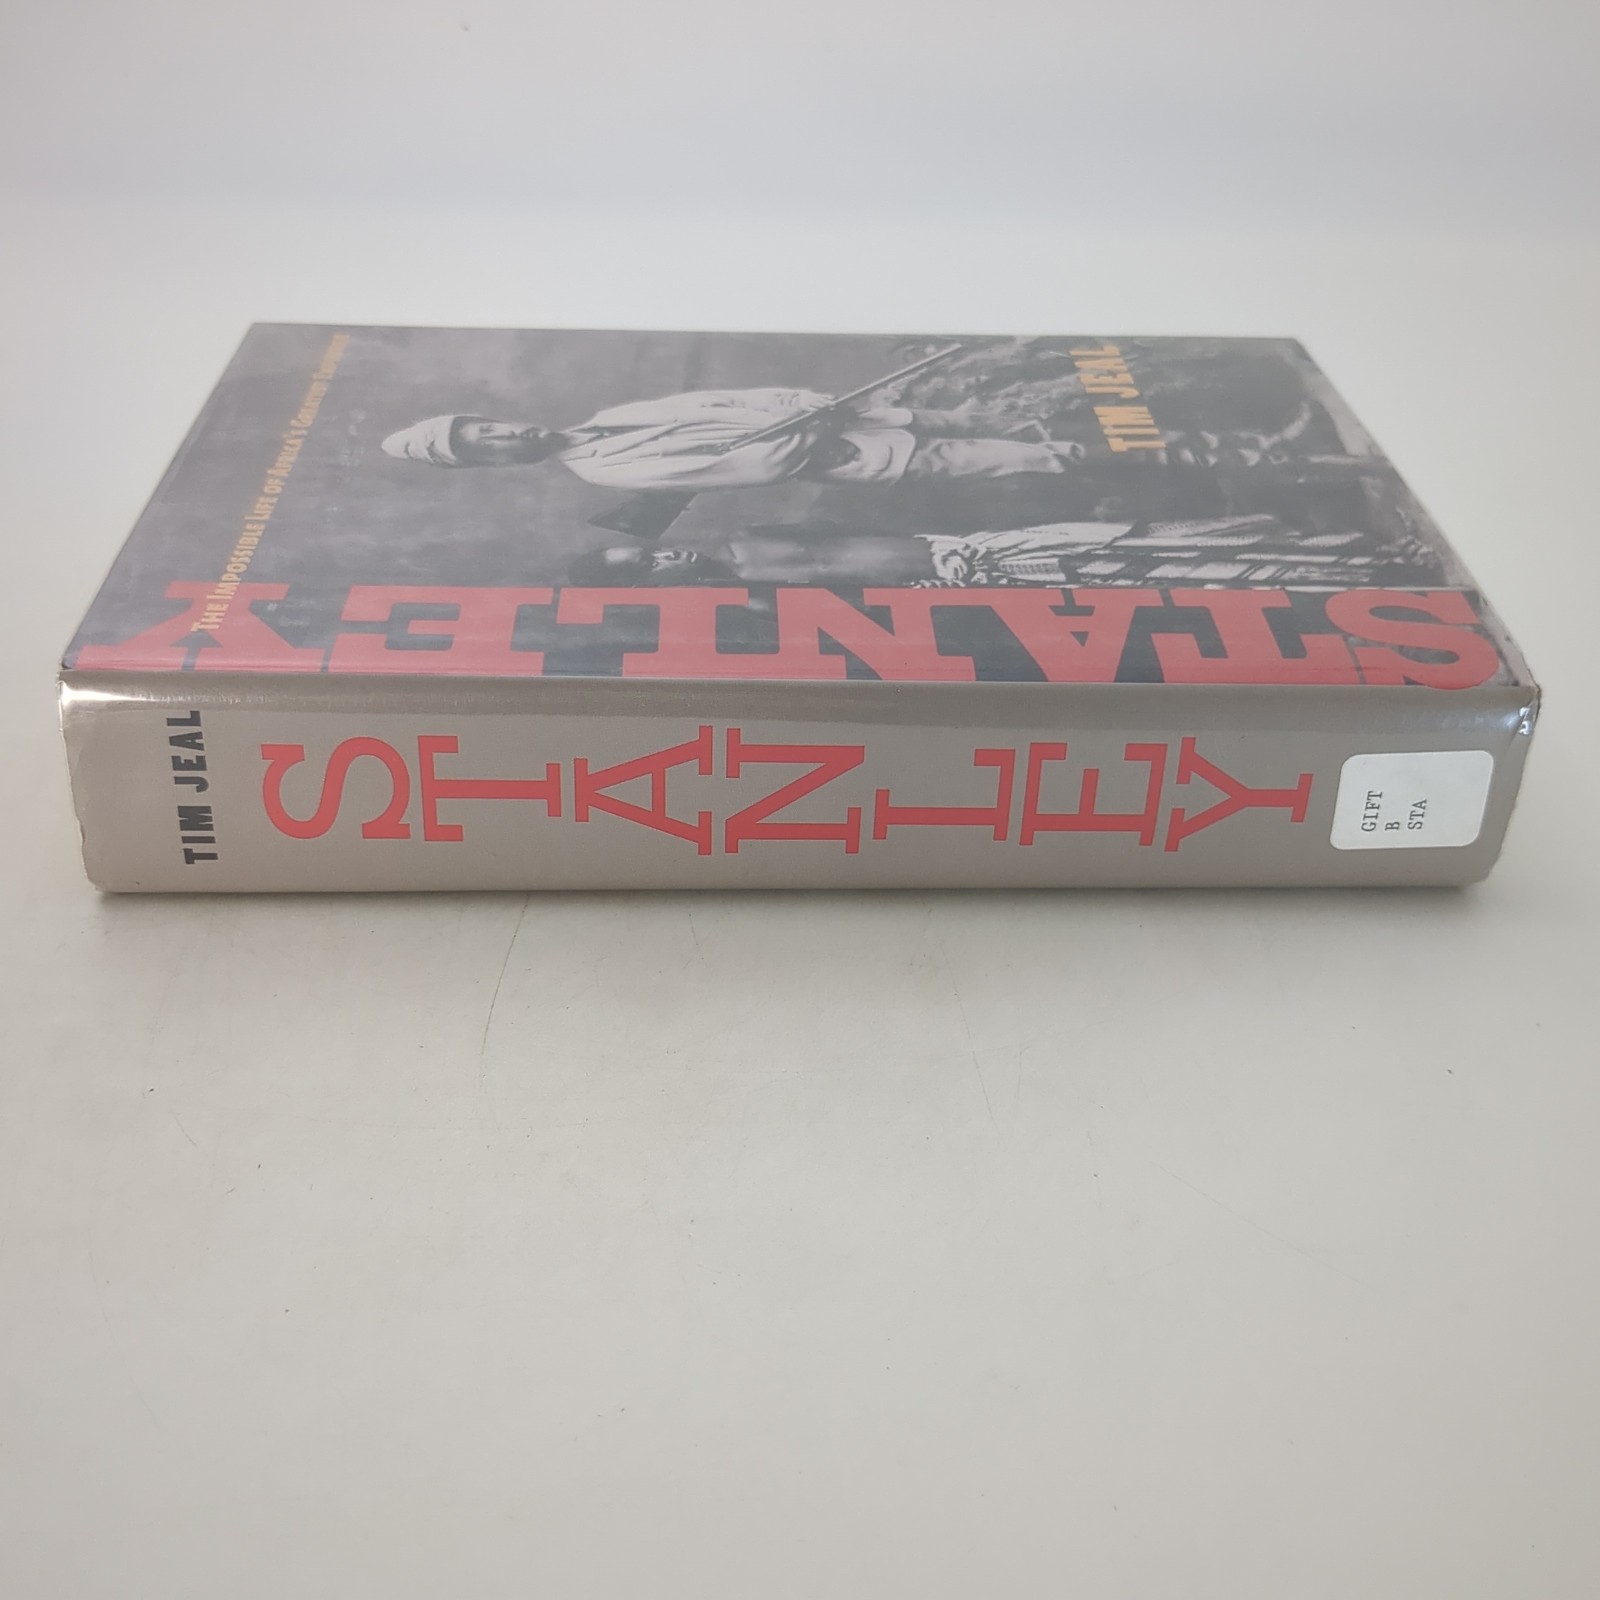 THE IMPOSSIBLE LIFE OF AFRICA'S GREATEST EXPLORER
STANLEY
TIM JEAL
TIM JEAL
STANLEY
GIFT
B
STA